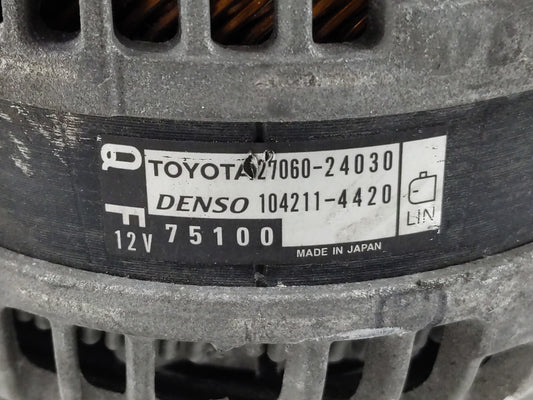 TOYOTA 27060-24030
DENSO 104211-4420
12V 75100
MADE IN JAPAN
LIN